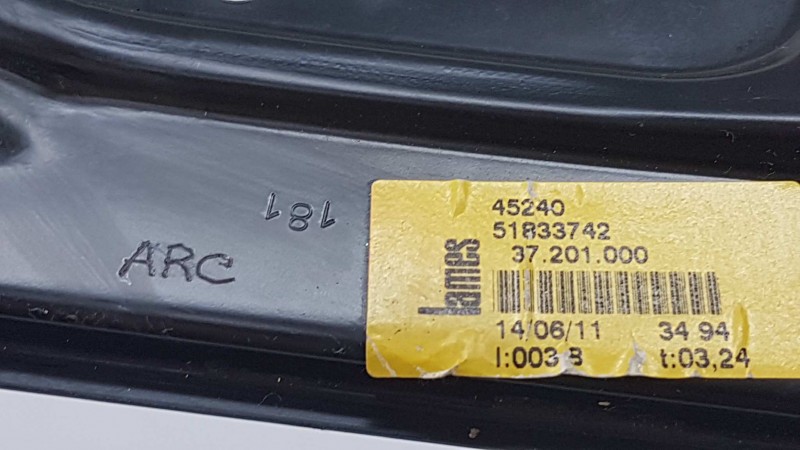 181
ARC
lames
45240
51833742
37.201.000
14/06/11 34 94
l:003 B t:03,24